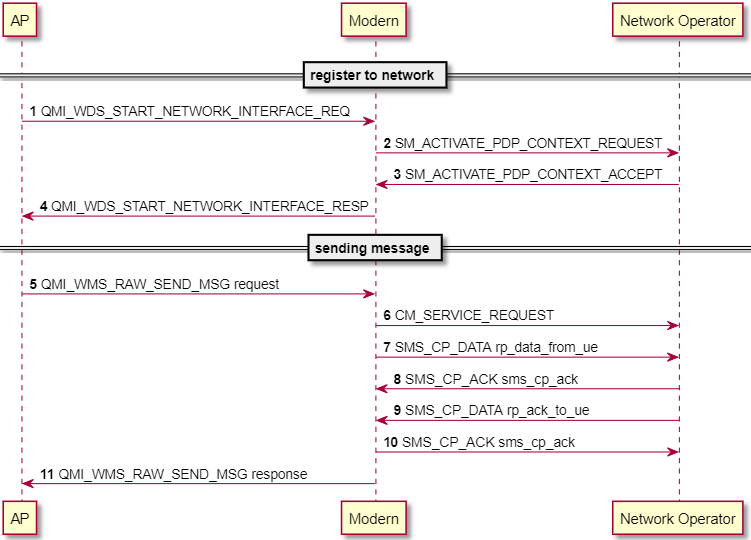 AP Modern Network Operator
register to network
1 QMI_WDS_START_NETWORK_INTERFACE_REQ
2 SM_ACTIVATE_PDP_CONTEXT_REQUEST
3 SM_ACTIVATE_PDP_CONTEXT_ACCEPT
4 QMI_WDS_START_NETWORK_INTERFACE_RESP
sending message
5 QMI_WMS_RAW_SEND_MSG request
6 CM_SERVICE_REQUEST
7 SMS_CP_DATA rp_data_from_ue
8 SMS_CP_ACK sms_cp_ack
9 SMS_CP_DATA rp_ack_to_ue
10 SMS_CP_ACK sms_cp_ack
11 QMI_WMS_RAW_SEND_MSG response
AP Modern Network Operator